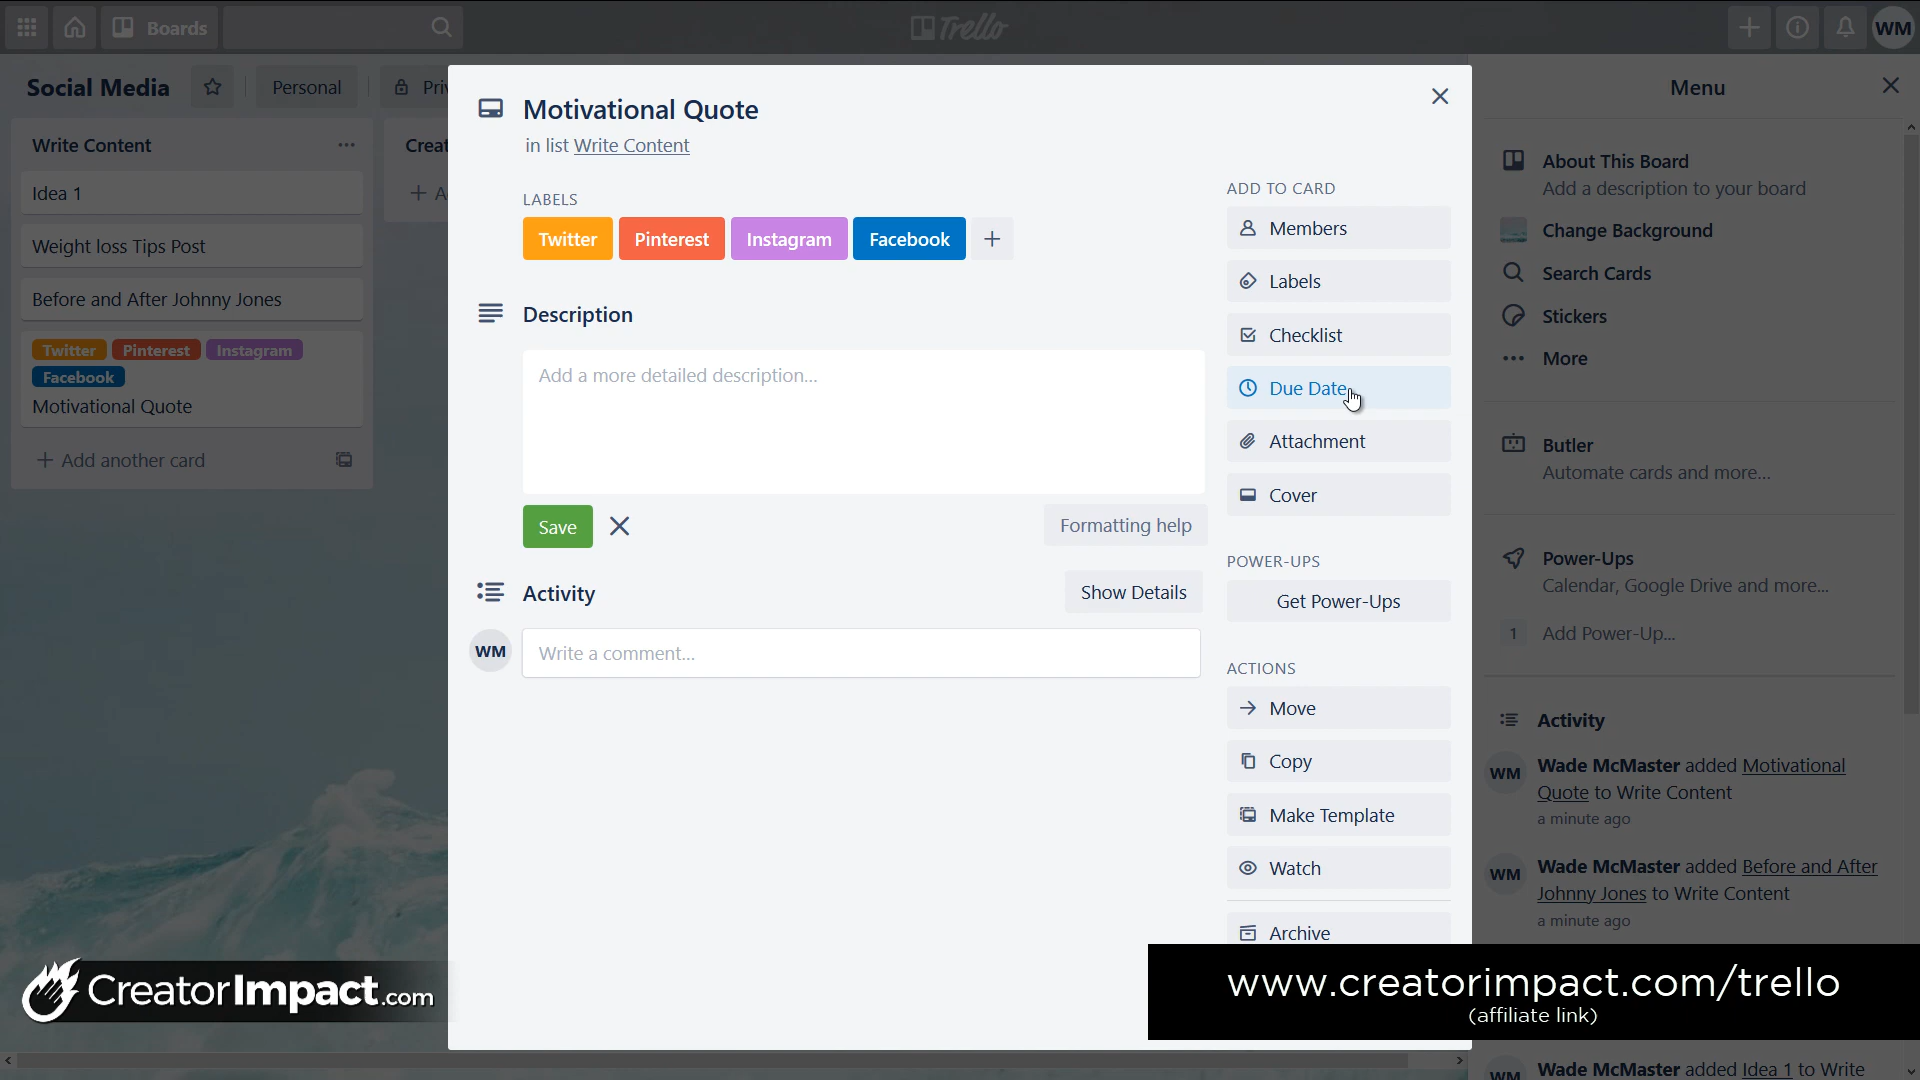 Boards
Trello
WM
Social Media
Personal
Write Content
Idea 1
Weight loss Tips Post
Before and After Johnny Jones
Twitter Pinterest Instagram
Facebook
Motivational Quote
Add another card
Motivational Quote
in list Write Content
LABELS
Twitter Pinterest Instagram Facebook
Description
Add a more detailed description...
Save
Formatting help
Activity
Show Details
WM
Write a comment...
ADD TO CARD
Members
Labels
Checklist
Due Date
Attachment
Cover
POWER-UPS
Get Power-Ups
ACTIONS
Move
Copy
Make Template
Watch
Archive
Menu
About This Board
Add a description to your board
Change Background
Search Cards
Stickers
More
Butler
Automate cards and more...
Power-Ups
Calendar, Google Drive and more...
1 Add Power-Up...
Activity
WM
Wade McMaster added Motivational
Quote to Write Content
a minute ago
WM
Wade McMaster added Before and After
Johnny Jones to Write Content
a minute ago
WM
Wade McMaster added Idea 1 to Write
CreatorImpact.com
www.creatorimpact.com/trello
(affiliate link)